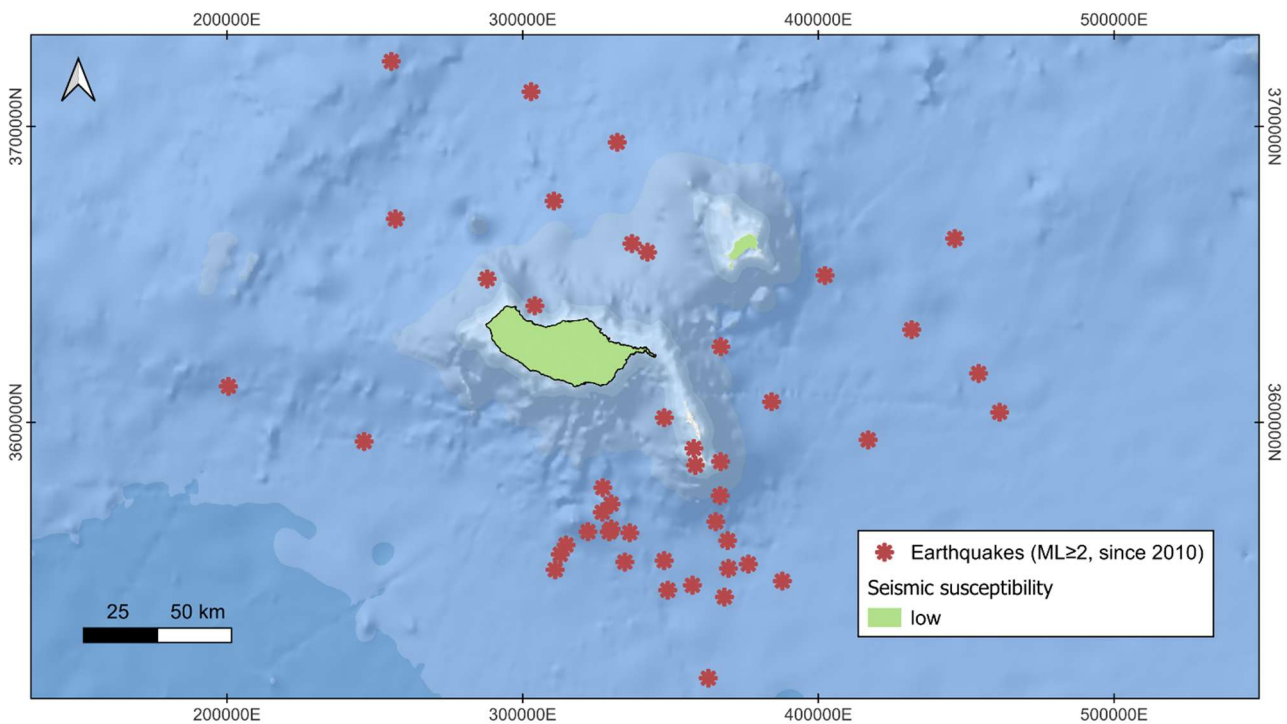 200000E 300000E 400000E 500000E
3700000N
3700000N
3600000N
3600000N
Earthquakes (ML≥2, since 2010)
Seismic susceptibility
low
25 50 km
200000E 300000E 400000E 500000E